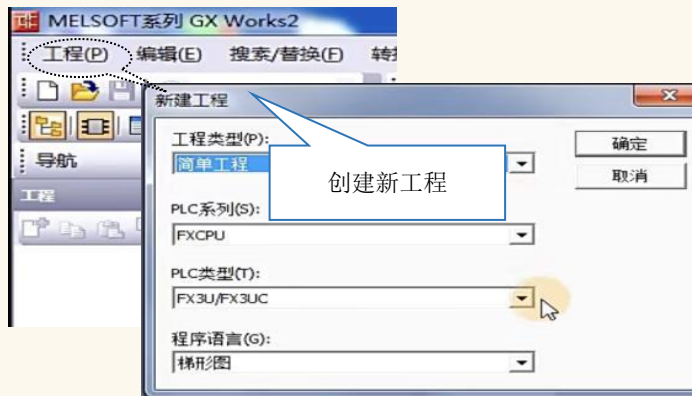 MELSOFT系列 GX Works2
工程(P) 编辑(E) 搜索/替换(F)
新建工程
导航
工程
工程类型(P):
简单工程
创建新工程
确定
取消
PLC系列(S):
FXCPU
PLC类型(T):
FX3U/FX3UC
程序语言(G):
梯形图